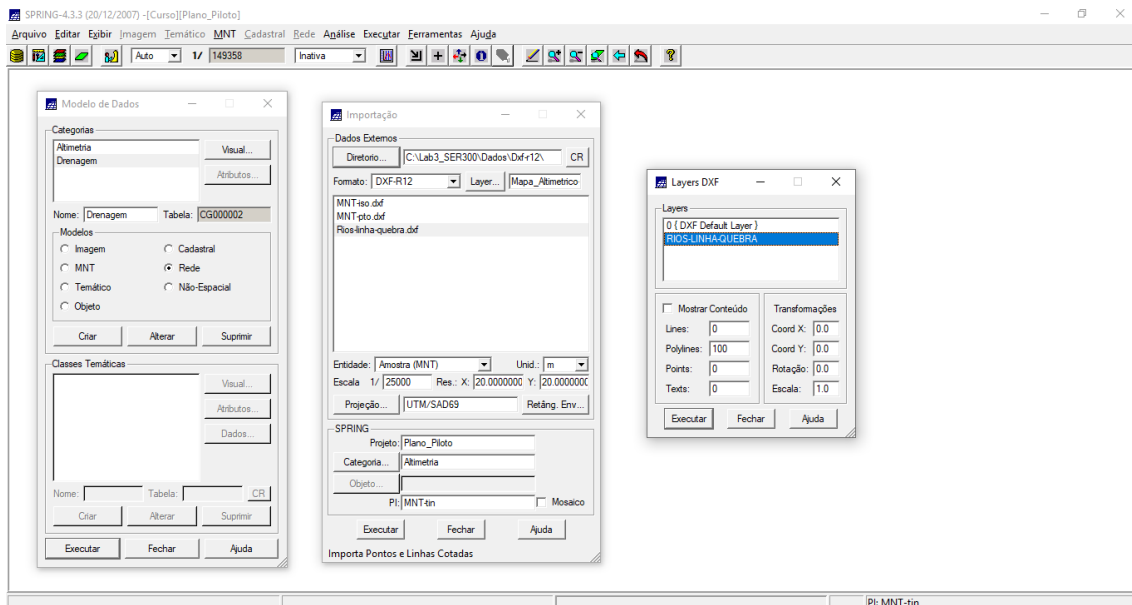 SPRING-4.3.3 (20/12/2007) -[Curso][Plano_Piloto]
Arquivo Editar Exibir Imagem Temático MNT Cadastral Rede Análise Executar Ferramentas Ajuda
Auto 1/ 149358 Inativa
Modelo de Dados
Categorias
Altimetria
Drenagem
Visual...
Atributos...
Nome: Drenagem Tabela: CG000002
Modelos
Imagem Cadastral
MNT Rede
Temático Não-Espacial
Objeto
Criar Alterar Suprimir
Classes Temáticas
Visual...
Atributos...
Dados...
Nome: Tabela: CR
Criar Alterar Suprimir
Executar Fechar Ajuda
Importação
Dados Externos
Diretorio... C:\Lab3_SER300\Dados\Dxf-r12\ CR
Formato: DXF-R12 Layer... Mapa_Altimetrico
MNT-iso.dxf
MNT-pto.dxf
Rios-linha-quebra.dxf
Entidade: Amostra (MNT) Unid.: m
Escala 1/ 25000 Res.: X: 20.0000000 Y: 20.0000000
Projeção... UTM/SAD69 Retâng. Env...
SPRING
Projeto: Plano_Piloto
Categoria... Altimetria
Objeto...
PI: MNT-tin Mosaico
Executar Fechar Ajuda
Importa Pontos e Linhas Cotadas
Layers DXF
Layers
0 { DXF Default Layer }
RIOS-LINHA-QUEBRA
Mostrar Conteúdo
Lines: 0
Polylines: 100
Points: 0
Texts: 0
Transformações
Coord X: 0.0
Coord Y: 0.0
Rotação: 0.0
Escala: 1.0
Executar Fechar Ajuda
PI: MNT-tin